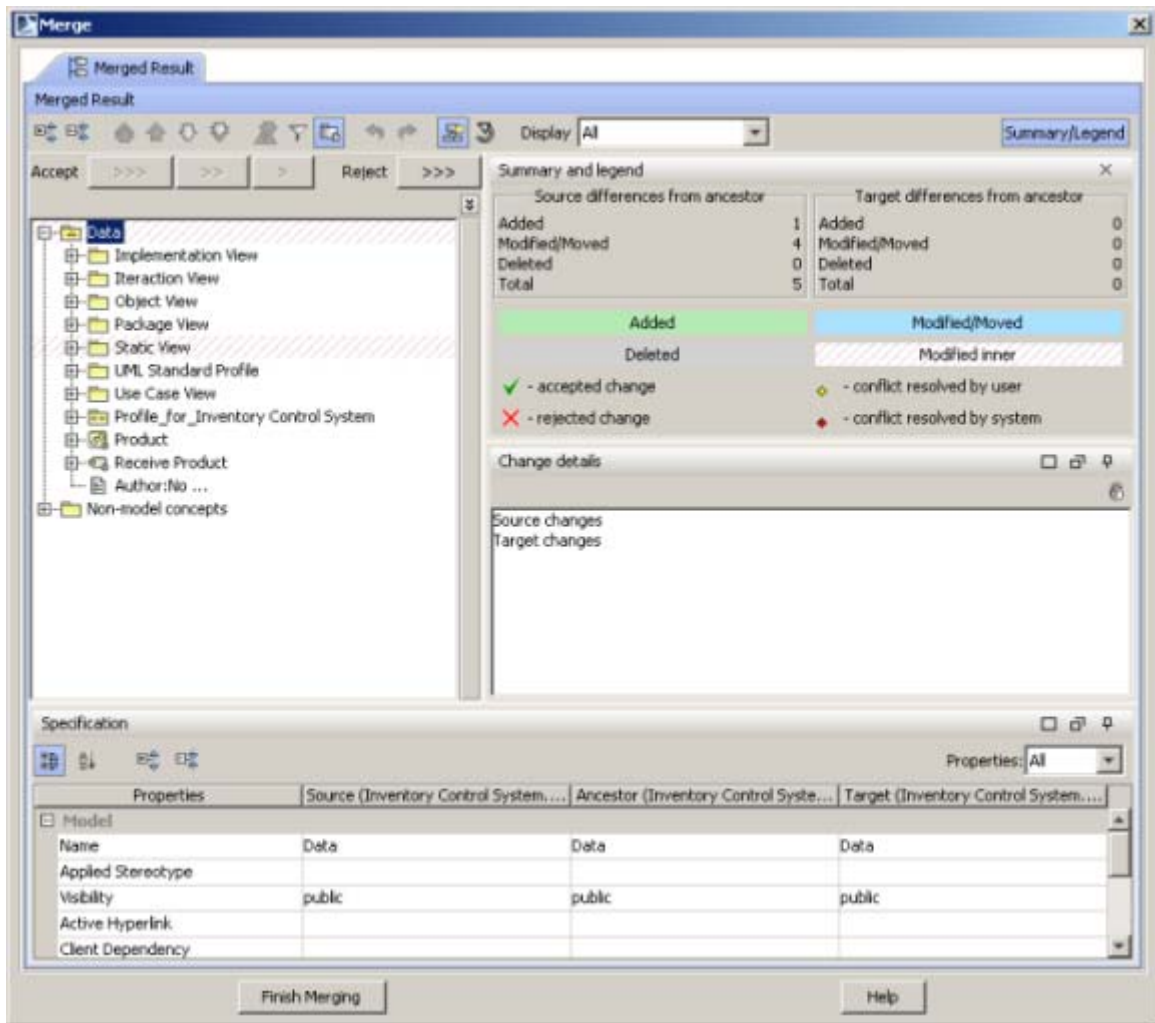 Merge
Merged Result
Merged Result
Display All Summary/Legend
Accept >>> >> > Reject >>>
Data
Implementation View
Iteraction View
Object View
Package View
Static View
UML Standard Profile
Use Case View
Profile_for_Inventory Control System
Product
Receive Product
Author:No ...
Non-model concepts
Summary and legend
Source differences from ancestor
Added 1
Modified/Moved 4
Deleted 0
Total 5
Target differences from ancestor
Added 0
Modified/Moved 0
Deleted 0
Total 0
Added Modified/Moved
Deleted Modified inner
- accepted change - conflict resolved by user
- rejected change - conflict resolved by system
Change details
Source changes
Target changes
Specification
Properties: All
Properties Source (Inventory Control System.... Ancestor (Inventory Control Syste... Target (Inventory Control System....
Model
Name Data Data Data
Applied Stereotype
Visibility public public public
Active Hyperlink
Client Dependency
Finish Merging Help